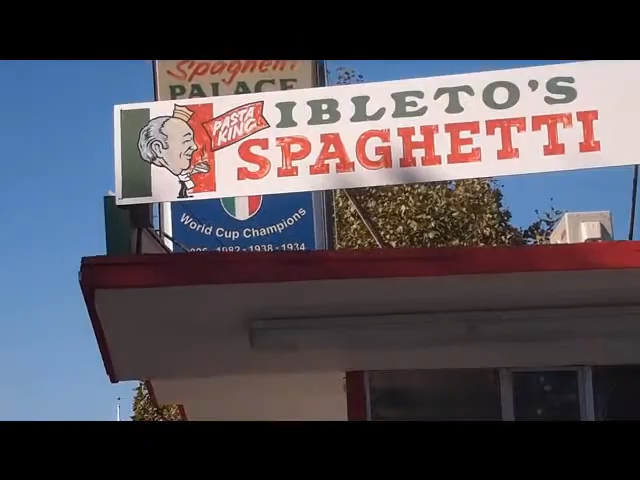 Spaghetti
PALACE
PASTA
KING
IBLETO'S
SPAGHETTI
World Cup Champions
1982 - 1938 - 1934